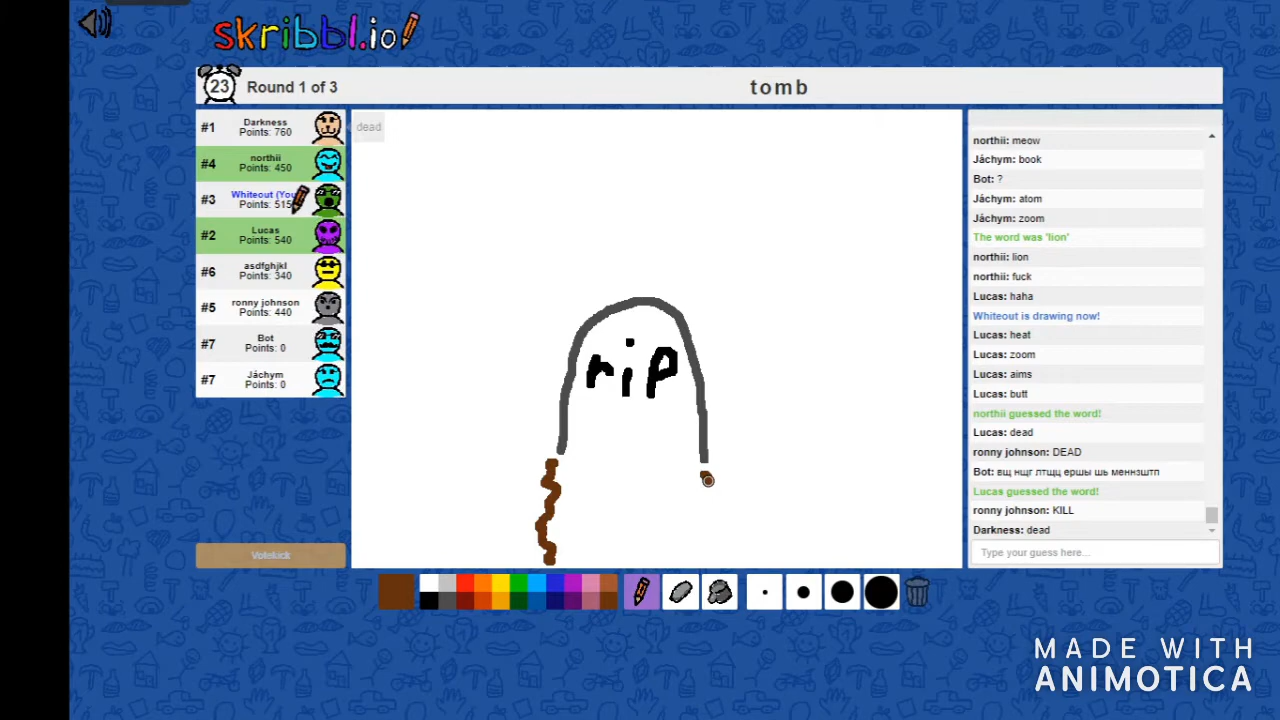 skribbl.io
23
Round 1 of 3
tomb
#1
Darkness
Points: 760
#4
northii
Points: 450
#3
Whiteout (You
Points: 515
#2
Lucas
Points: 540
#6
asdfghjkl
Points: 340
#5
ronny johnson
Points: 440
#7
Bot
Points: 0
#7
Jáchym
Points: 0
Votekick
dead
rip
northii: meow
Jáchym: book
Bot: ?
Jáchym: atom
Jáchym: zoom
The word was 'lion'
northii: lion
northii: fuck
Lucas: haha
Whiteout is drawing now!
Lucas: heat
Lucas: zoom
Lucas: aims
Lucas: butt
northii guessed the word!
Lucas: dead
ronny johnson: DEAD
Bot: вщ нщг лтщц ершы шь меннзштп
Lucas guessed the word!
ronny johnson: KILL
Darkness: dead
Type your guess here...
MADE WITH
ANIMOTICA